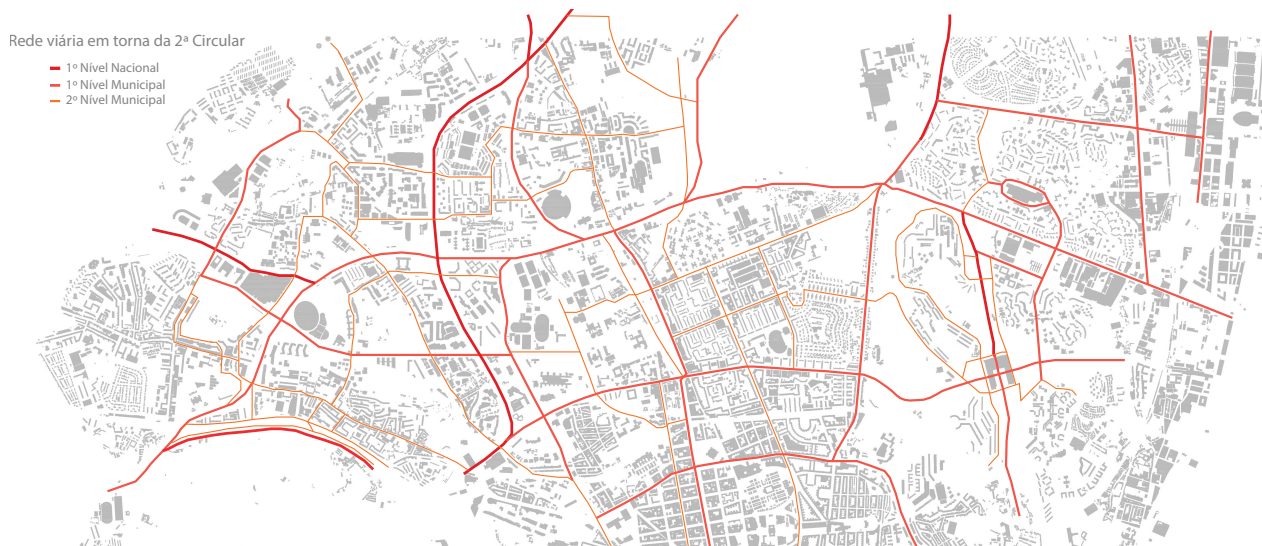 Rede viária em torna da 2ª Circular
1º Nível Nacional
1º Nível Municipal
2º Nível Municipal